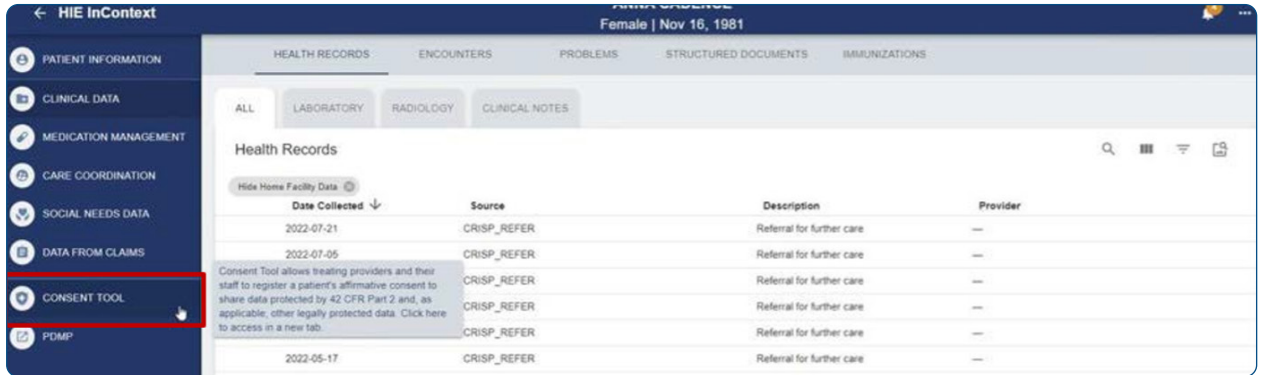 ← HIE InContext
ANNA CADENCE
Female | Nov 16, 1981
PATIENT INFORMATION
CLINICAL DATA
MEDICATION MANAGEMENT
CARE COORDINATION
SOCIAL NEEDS DATA
DATA FROM CLAIMS
CONSENT TOOL
PDMP
HEALTH RECORDS ENCOUNTERS PROBLEMS STRUCTURED DOCUMENTS IMMUNIZATIONS
ALL LABORATORY RADIOLOGY CLINICAL NOTES
Health Records
Hide Home Facility Data
Date Collected ↓ Source Description Provider
2022-07-21 CRISP_REFER Referral for further care —
2022-07-05 CRISP_REFER Referral for further care —
CRISP_REFER Referral for further care —
CRISP_REFER Referral for further care —
CRISP_REFER Referral for further care —
2022-05-17 CRISP_REFER Referral for further care —
Consent Tool allows treating providers and their
staff to register a patient's affirmative consent to
share data protected by 42 CFR Part 2 and, as
applicable, other legally protected data. Click here
to access in a new tab.